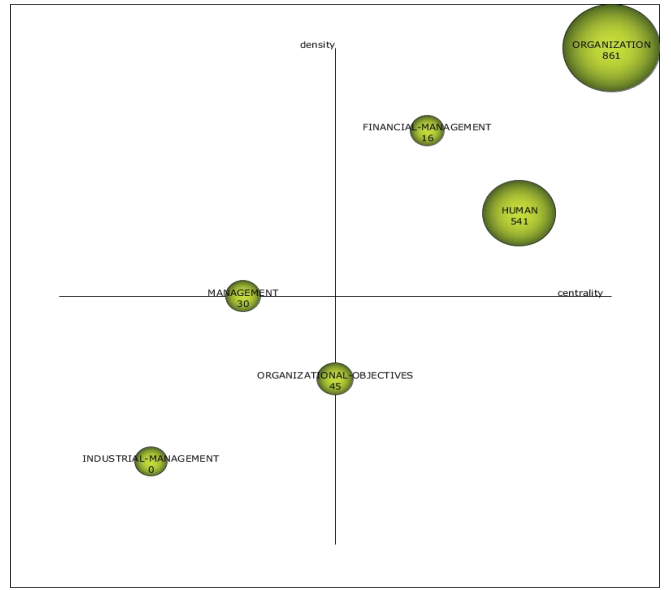 density
ORGANIZATION
861
FINANCIAL-MANAGEMENT
16
HUMAN
541
MANAGEMENT
30
centrality
ORGANIZATIONAL-OBJECTIVES
45
INDUSTRIAL-MANAGEMENT
0